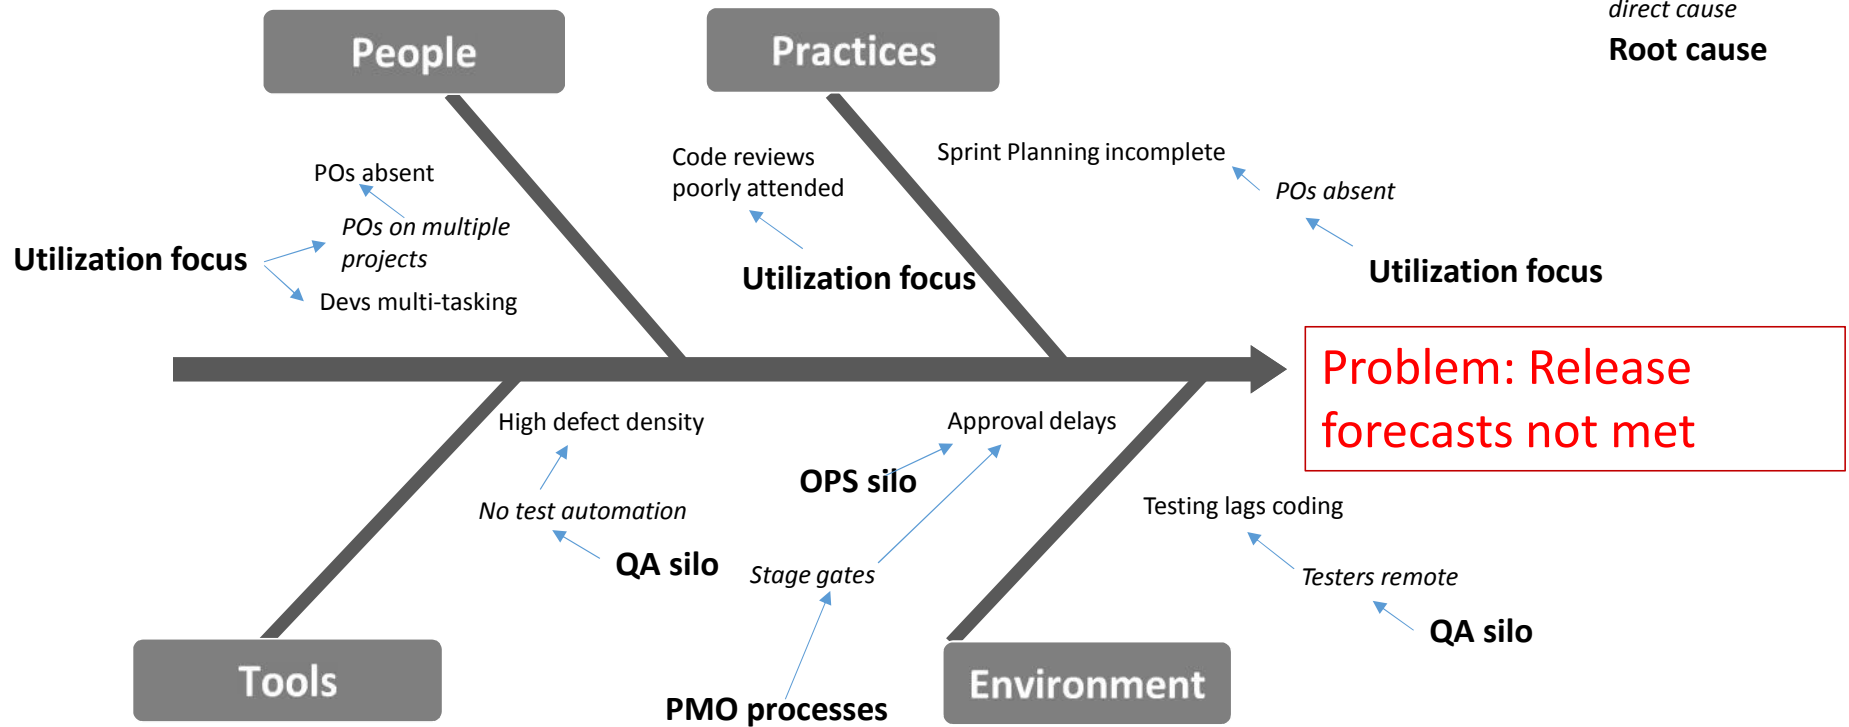 direct cause
Root cause
People
Practices
POs absent
POs on multiple
projects
Utilization focus
Devs multi-tasking
Code reviews
poorly attended
Utilization focus
Sprint Planning incomplete
POs absent
Utilization focus
Problem: Release
forecasts not met
High defect density
No test automation
QA silo
Approval delays
OPS silo
Stage gates
PMO processes
Testing lags coding
Testers remote
QA silo
Tools
Environment